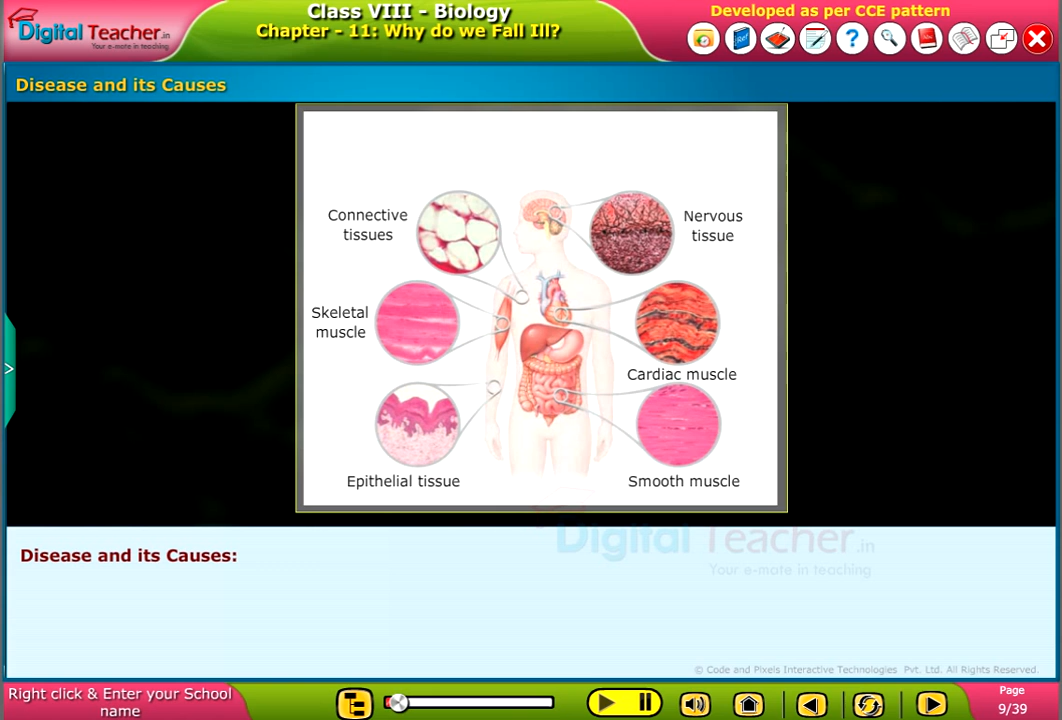 Digital Teacher.in
Your e-mate in teaching
Class VIII - Biology
Chapter - 11: Why do we Fall Ill?
Developed as per CCE pattern
Ref
?
Disease and its Causes
Connective
tissues
Nervous
tissue
Skeletal
muscle
Cardiac muscle
Epithelial tissue
Smooth muscle
>
Disease and its Causes:
Digital Teacher.in
Your e-mate in teaching
© Code and Pixels Interactive Technologies Pvt. Ltd. All Rights Reserved.
Right click & Enter your School
name
Page
9/39